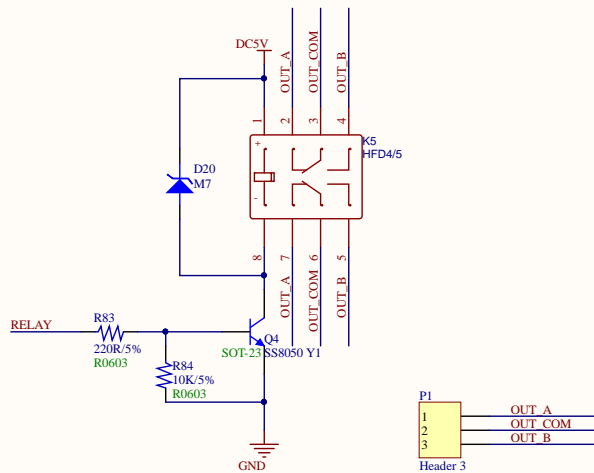 DC5V
OUT_A
OUT_COM
OUT_B
1
2
3
4
K5
HFD4/5
+
-
D20
M7
8
7
6
5
OUT_A
OUT_COM
OUT_B
RELAY
R83
220R/5%
R0603
Q4
SOT-23 SS8050 Y1
R84
10K/5%
R0603
GND
P1
1
2
3
OUT_A
OUT_COM
OUT_B
Header 3